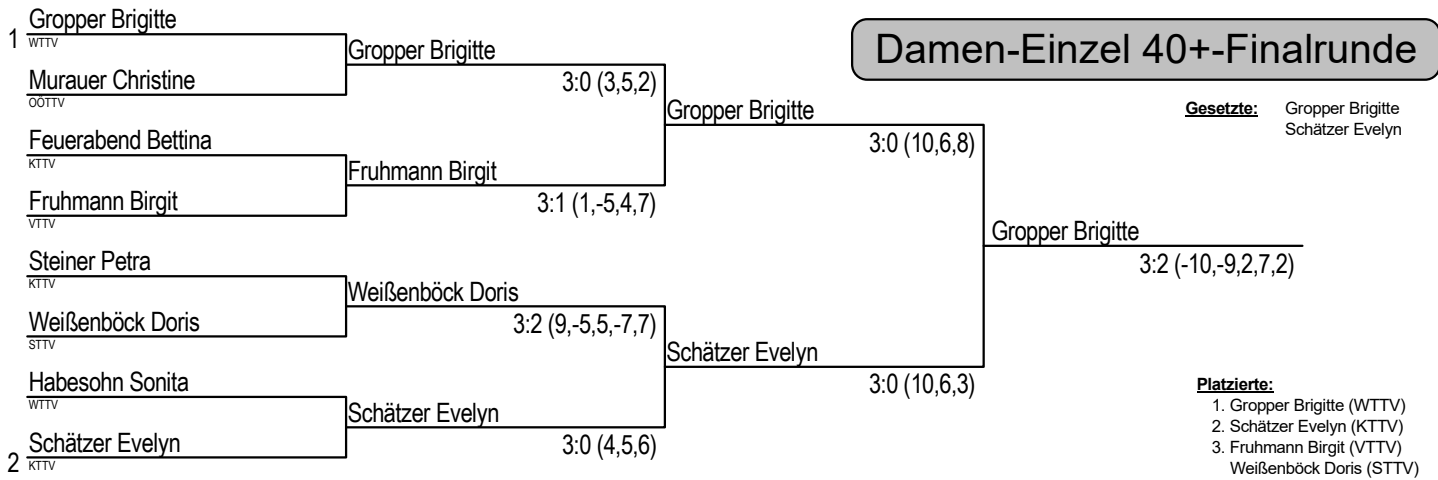 Damen-Einzel 40+-Finalrunde
Gesetzte: Gropper Brigitte
Schätzer Evelyn
1 Gropper Brigitte
WTTV
Murauer Christine
OÖTTV
Feuerabend Bettina
KTTV
Fruhmann Birgit
VTTV
Steiner Petra
KTTV
Weißenböck Doris
STTV
Habesohn Sonita
WTTV
2 Schätzer Evelyn
KTTV
Gropper Brigitte
3:0 (3,5,2)
Fruhmann Birgit
3:1 (1,-5,4,7)
Weißenböck Doris
3:2 (9,-5,5,-7,7)
Schätzer Evelyn
3:0 (4,5,6)
Gropper Brigitte
3:0 (10,6,8)
Schätzer Evelyn
3:0 (10,6,3)
Gropper Brigitte
3:2 (-10,-9,2,7,2)
Platzierte:
1. Gropper Brigitte (WTTV)
2. Schätzer Evelyn (KTTV)
3. Fruhmann Birgit (VTTV)
Weißenböck Doris (STTV)